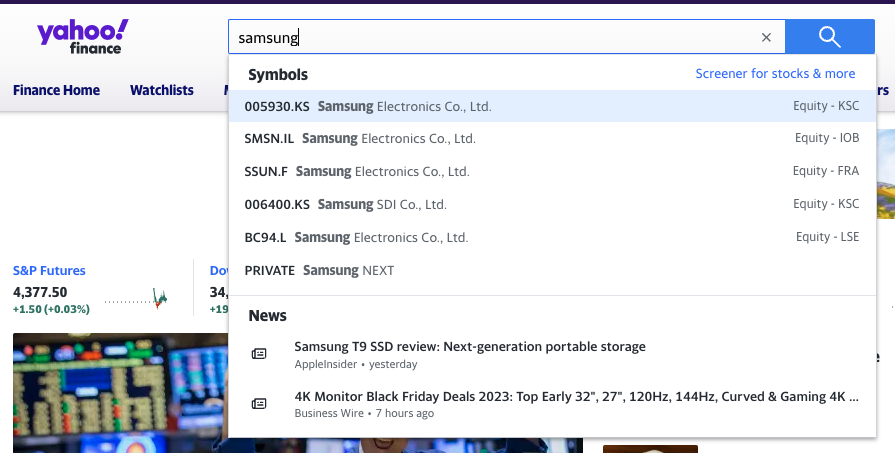 yahoo!
finance
samsung
Finance Home Watchlists
Symbols Screener for stocks & more
005930.KS Samsung Electronics Co., Ltd. Equity - KSC
SMSN.IL Samsung Electronics Co., Ltd. Equity - IOB
SSUN.F Samsung Electronics Co., Ltd. Equity - FRA
006400.KS Samsung SDI Co., Ltd. Equity - KSC
BC94.L Samsung Electronics Co., Ltd. Equity - LSE
PRIVATE Samsung NEXT
S&P Futures
4,377.50
+1.50 (+0.03%)
News
Samsung T9 SSD review: Next-generation portable storage
AppleInsider • yesterday
4K Monitor Black Friday Deals 2023: Top Early 32", 27", 120Hz, 144Hz, Curved & Gaming 4K ...
Business Wire • 7 hours ago